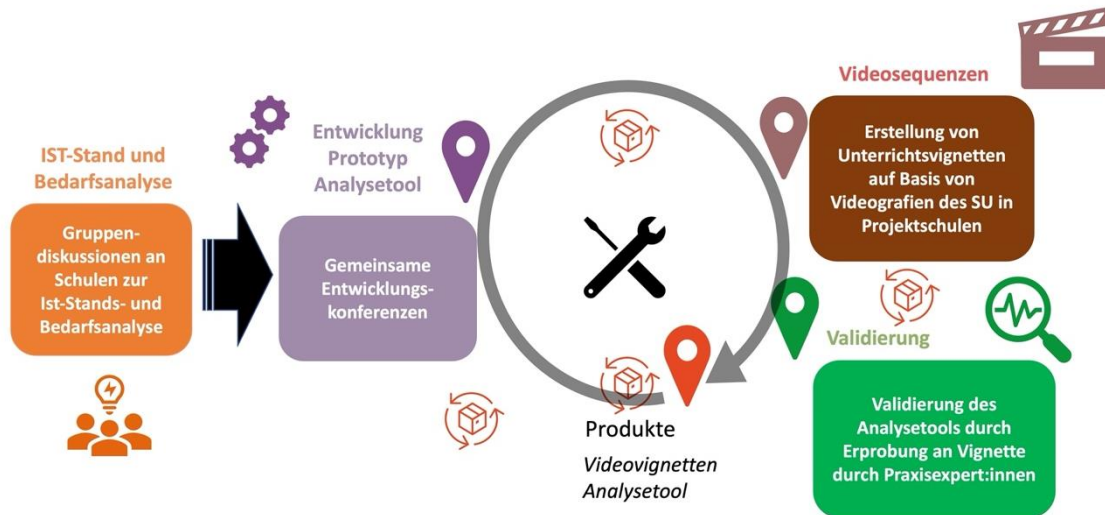 IST-Stand und
Bedarfsanalyse
Gruppen-
diskussionen an
Schulen zur
Ist-Stands- und
Bedarfsanalyse
Entwicklung
Prototyp
Analysetool
Gemeinsame
Entwicklungs-
konferenzen
Videosequenzen
Erstellung von
Unterrichtsvignetten
auf Basis von
Videografien des SU in
Projektschulen
Validierung
Validierung des
Analysetools durch
Erprobung an Vignette
durch Praxisexpert:innen
Produkte
Videovignetten
Analysetool